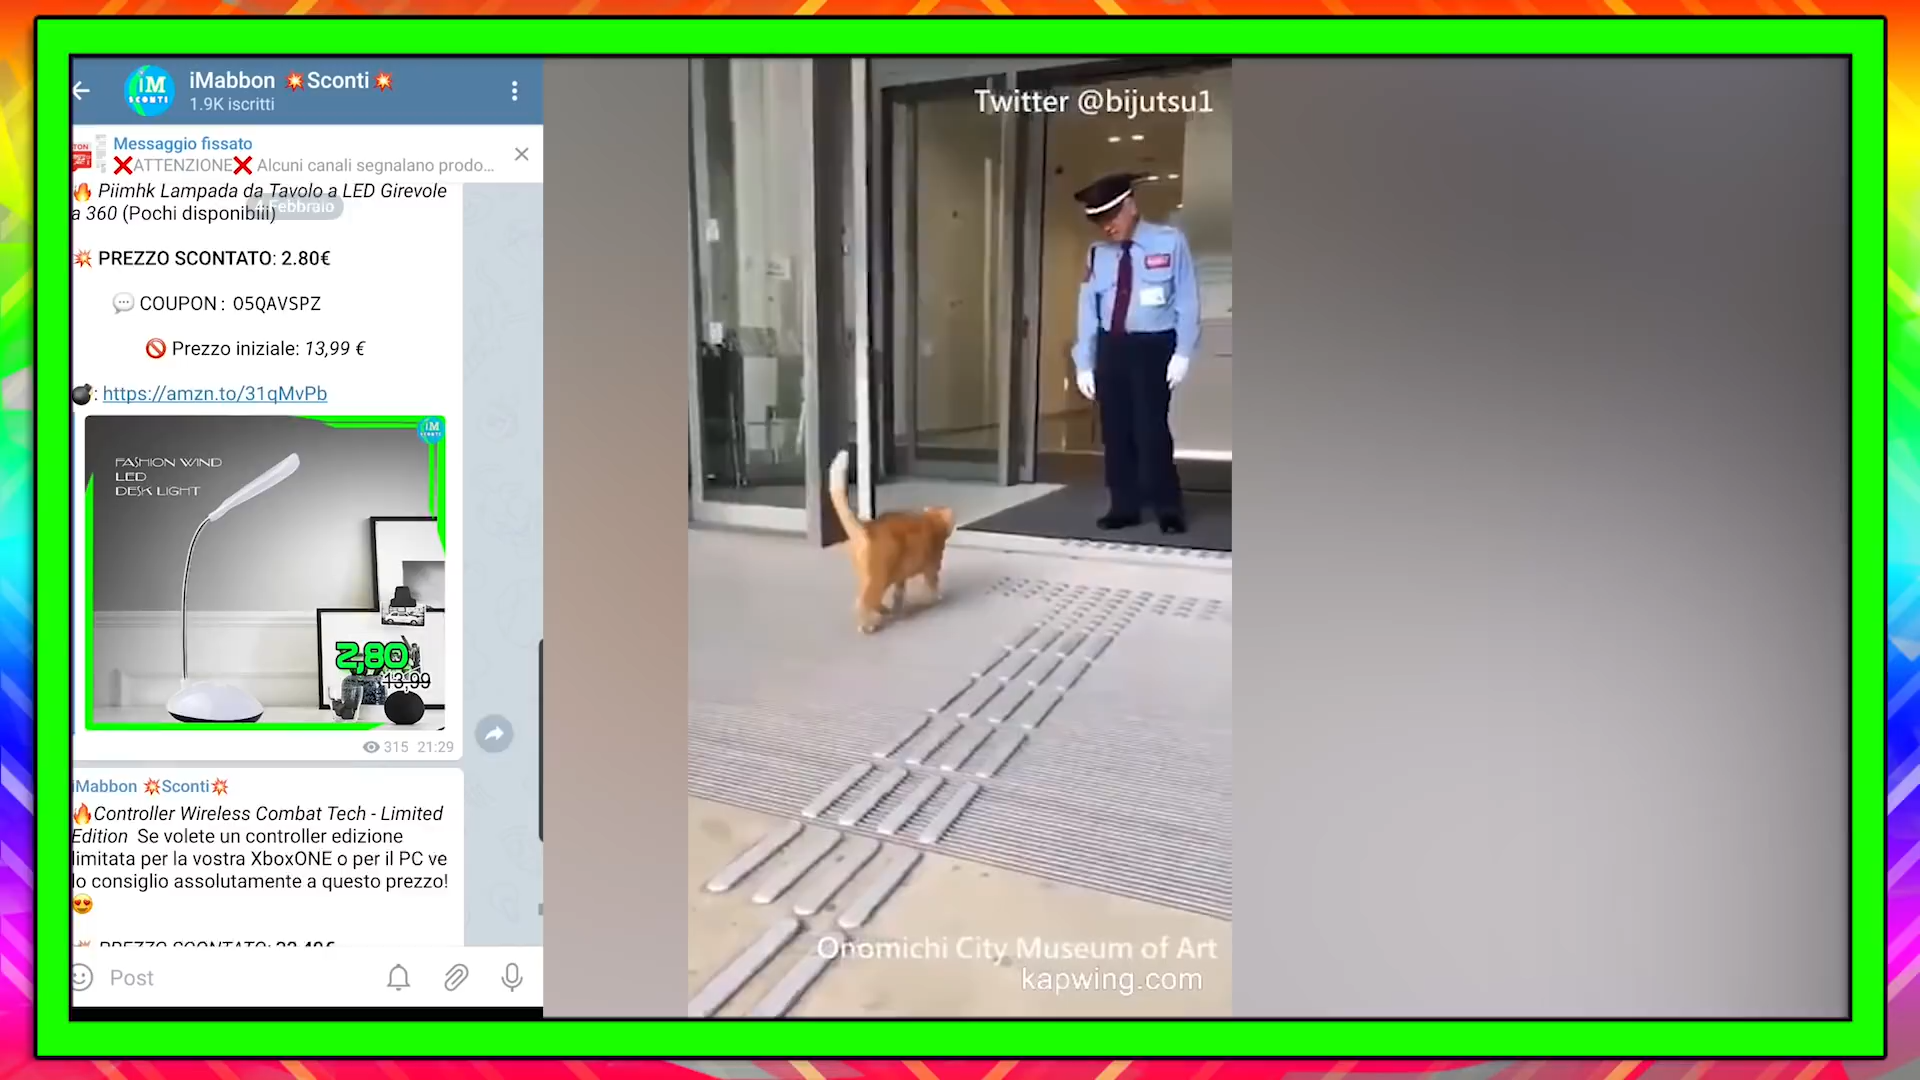 iMabbon 💥Sconti💥
1.9K iscritti
iM
SCONTI
Messaggio fissato
❌ATTENZIONE❌ Alcuni canali segnalano prodo...
🔥 Piimhk Lampada da Tavolo a LED Girevole
a 360 (Pochi disponibili)
4 Febbraio
💥 PREZZO SCONTATO: 2.80€
💬 COUPON: 05QAVSPZ
🚫 Prezzo iniziale: 13,99 €
💣: https://amzn.to/31qMvPb
FASHION WIND
LED
DESK LIGHT
2,80
13,99
315 21:29
iMabbon 💥Sconti💥
🔥Controller Wireless Combat Tech - Limited
Edition Se volete un controller edizione
limitata per la vostra XboxONE o per il PC ve
lo consiglio assolutamente a questo prezzo!
😍
Post
Twitter @bijutsu1
Onomichi City Museum of Art
kapwing.com